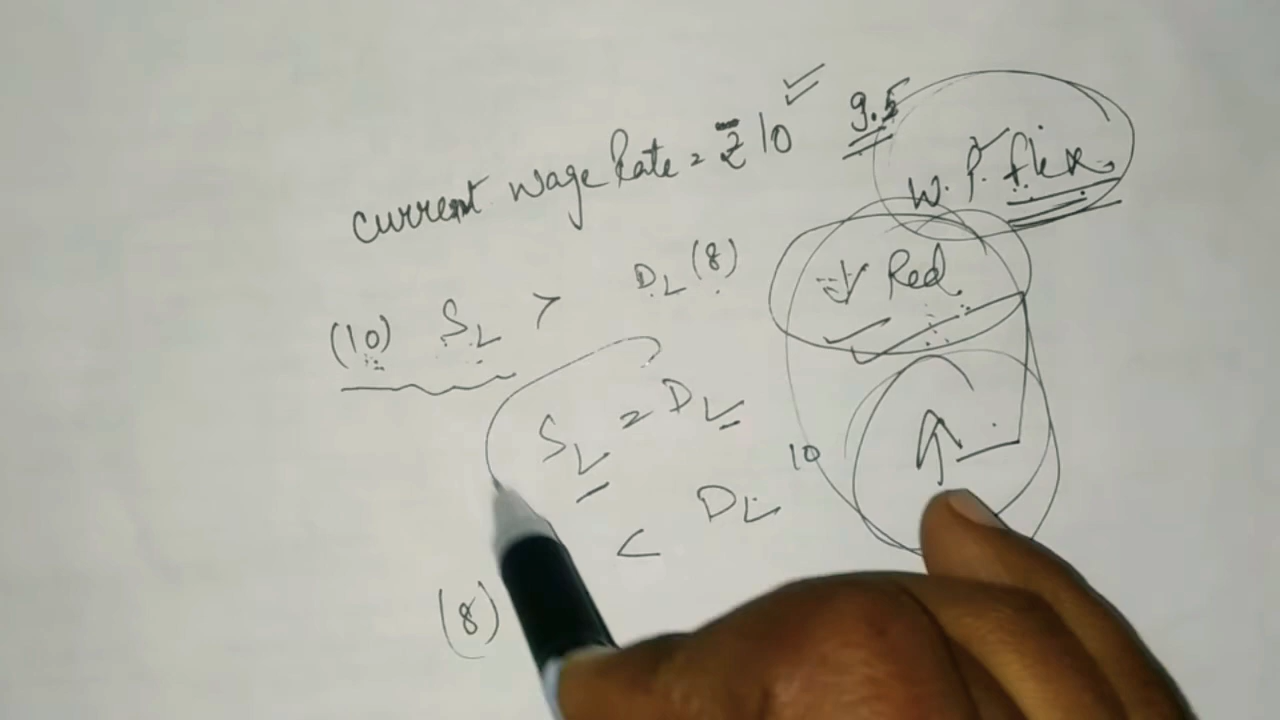 current wage Rate = ₹ 10 9.5
W. P. flex.
(10) S_L > D_L (8) ↓ Red.
S_L = D_L
10 ↑
< D_L
(8)